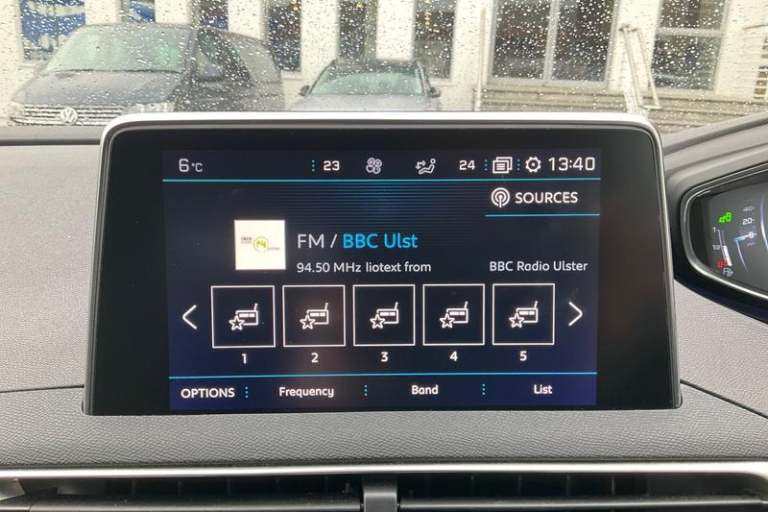 6°C 23 24 13:40
SOURCES
FM / BBC Ulst
94.50 MHz liotext from BBC Radio Ulster
1 2 3 4 5
OPTIONS Frequency Band List